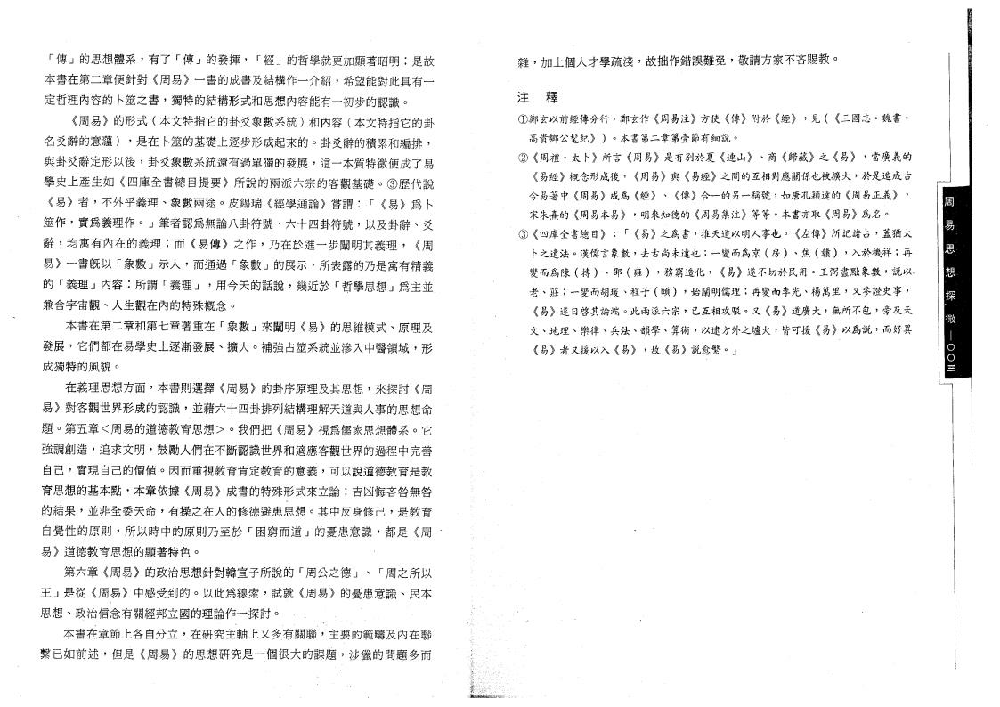 「傳」的思想體系，有了「傳」的發揮，「經」的哲學就更加顯著昭明；是故
本書在第二章便針對《周易》一書的成書及結構作一介紹，希望能對此具有一
定哲理內容的卜筮之書，獨特的結構形式和思想內容能有一初步的認識。
《周易》的形式（本文特指它的卦爻象數系統）和內容（本文特指它的卦
名爻辭的意蘊），是在卜筮的基礎上逐步形成起來的。卦爻辭的積累和編排，
與卦爻辭定形以後，卦爻象數系統還有過單獨的發展，這一本質特徵便成了易
學史上產生如《四庫全書總目提要》所說的兩派六宗的客觀基礎。③歷代說
《易》者，不外乎義理、象數兩途。皮錫瑞《經學通論》嘗謂：「《易》爲卜
筮作，實爲義理作。」筆者認爲無論八卦符號、六十四卦符號，以及卦辭、爻
辭，均寓有內在的義理；而《易傳》之作，乃在於進一步闡明其義理，《周
易》一書既以「象數」示人，而通過「象數」的展示，所表露的乃是寓有精義
的「義理」內容；所謂「義理」，用今天的話說，幾近於「哲學思想」爲主並
兼含宇宙觀、人生觀在內的特殊概念。
本書在第二章和第七章著重在「象數」來闡明《易》的思維模式、原理及
發展，它們都在易學史上逐漸發展、擴大。補強占筮系統並滲入中醫領域，形
成獨特的風貌。
在義理思想方面，本書則選擇《周易》的卦序原理及其思想，來探討《周
易》對客觀世界形成的認識，並藉六十四卦排列結構理解天道與人事的思想命
題。第五章＜周易的道德教育思想＞。我們把《周易》視爲儒家思想體系。它
強調創造，追求文明，鼓勵人們在不斷認識世界和適應客觀世界的過程中完善
自己，實現自己的價值。因而重視教育肯定教育的意義，可以說道德教育是教
育思想的基本點，本章依據《周易》成書的特殊形式來立論：吉凶悔吝咎無咎
的結果，並非全委天命，有操之在人的修德避患思想。其中反身修己，是教育
自覺性的原則，所以時中的原則乃至於「困窮而道」的憂患意識，都是《周
易》道德教育思想的顯著特色。
第六章《周易》的政治思想針對韓宣子所說的「周公之德」、「周之所以
王」是從《周易》中感受到的。以此爲線索，試就《周易》的憂患意識、民本
思想、政治信念有關經邦立國的理論作一探討。
本書在章節上各自分立，在研究主軸上又多有關聯，主要的範疇及內在聯
繫已如前述，但是《周易》的思想研究是一個很大的課題，涉獵的問題多而
雜，加上個人才學疏淺，故拙作錯誤難免，敬請方家不吝賜教。
注　釋
①鄭玄以前經傳分行，鄭玄作《周易注》方使《傳》附於《經》，見（《三國志·魏書·
高貴鄉公髦紀》）。本書第二章第壹節有細說。
②《周禮·太卜》所言《周易》是有別於夏《連山》、商《歸藏》之《易》，當廣義的
《易經》概念形成後，《周易》與《易經》之間的互相對應關係也被擴大，於是造成古
今易著中《周易》成爲《經》、《傳》合一的另一稱號，如唐孔穎達的《周易正義》，
宋朱熹的《周易本易》，明來知德的《周易集注》等等。本書亦取《周易》爲名。
③《四庫全書總目》：「《易》之爲書，推天道以明人事也。《左傳》所記諸占，蓋猶太
卜之遺法。漢儒言象數，去古尚未遠也；一變而爲京（房）、焦（贛），入於禨祥；再
變而爲陳（摶）、邵（雍），務窮造化，《易》遂不切於民用。王弼盡黜象數，說以
老、莊；一變而胡瑗、程子（頤），始闡明儒理；再變而李光、楊萬里，又參證史事，
《易》遂日啓其論端。此兩派六宗，已互相攻駁。又《易》道廣大，無所不包，旁及天
文、地理、樂律、兵法、韻學、算術，以逮方外之爐火，皆可援《易》以爲說，而好異
《易》者又援以入《易》，故《易》說愈繁。」
周易思想探微－○○三